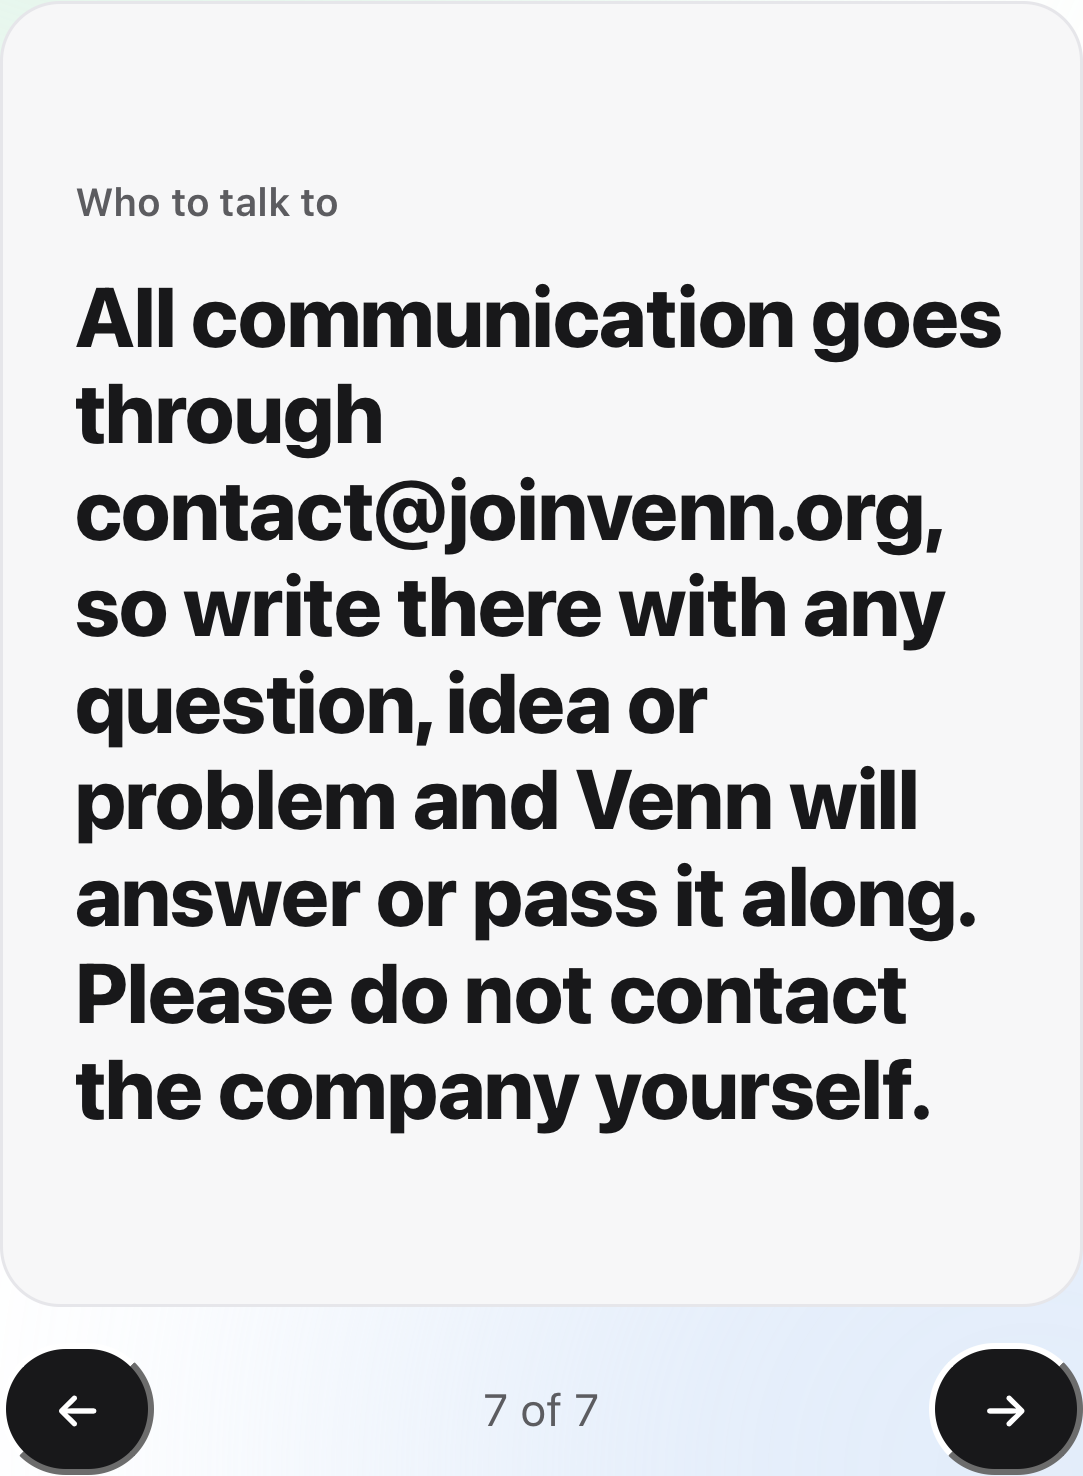 Who to talk to
All communication goes
through
contact@joinvenn.org,
so write there with any
question, idea or
problem and Venn will
answer or pass it along.
Please do not contact
the company yourself.
7 of 7